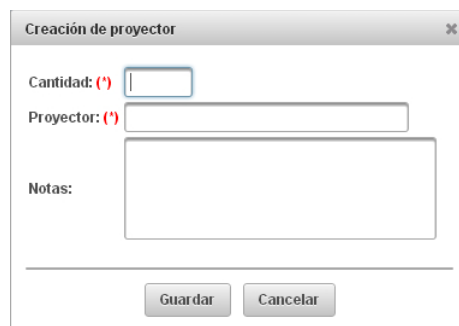 Creación de proyector
Cantidad: (*)
Proyector: (*)
Notas:
Guardar Cancelar